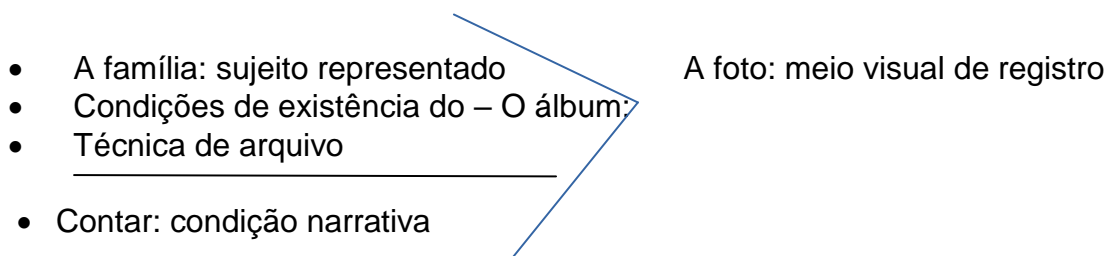 • A família: sujeito representado A foto: meio visual de registro
• Condições de existência do – O álbum:
• Técnica de arquivo
• Contar: condição narrativa